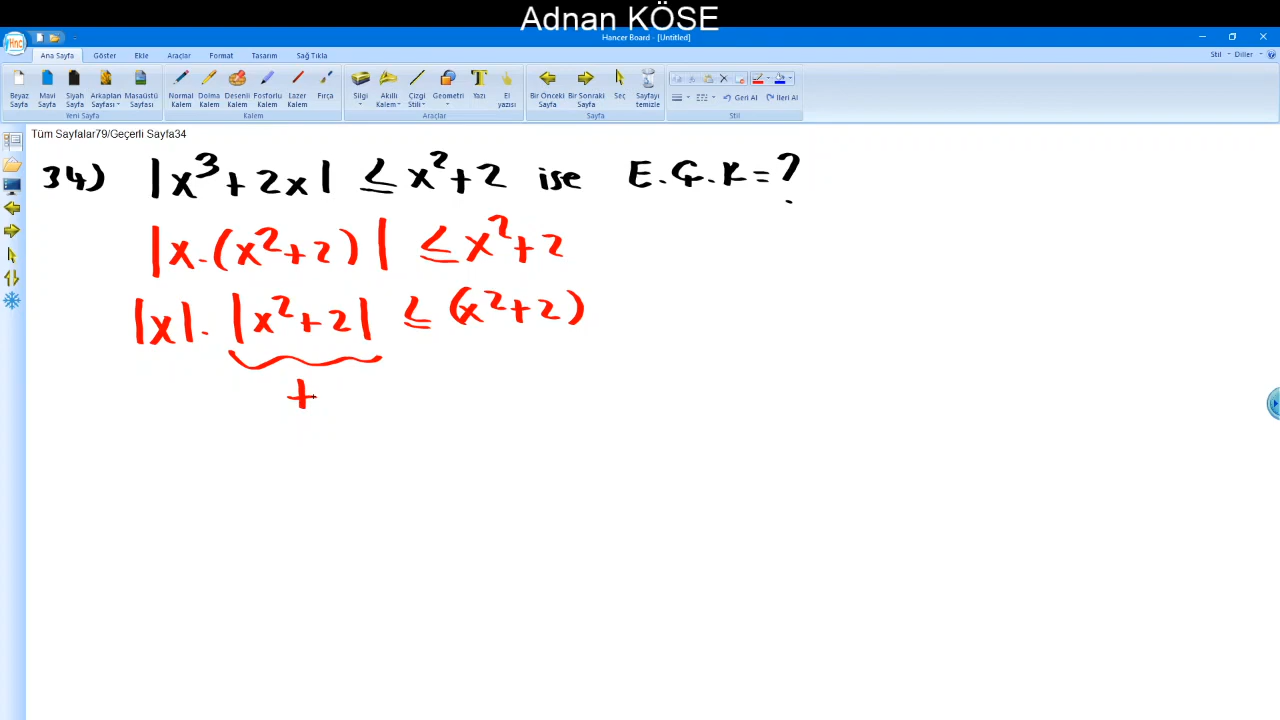 Adnan KÖSE
Hancer Board - [Untitled]
Ana Sayfa Göster Ekle Araçlar Format Tasarım Sağ Tıkla Stil Diller
Beyaz Sayfa Mavi Sayfa Siyah Sayfa Arkaplan Sayfası Masaüstü Sayfası Normal Kalem Dolma Kalem Desenli Kalem Fosforlu Kalem Lazer Kalem Fırça Silgi Akıllı Kalem Çizgi Stili Geometri Yazı El yazısı Bir Önceki Sayfa Bir Sonraki Sayfa Seç Sayfayı temizle Geri Al İleri Al
Yeni Sayfa Kalem Araçlar Sayfa Stil
Tüm Sayfalar79/Geçerli Sayfa34
34) |x³+2x| ≤ x²+2 ise E.Ç.K=?
|x.(x²+2)| ≤ x²+2
|x|.|x²+2| ≤ (x²+2)
+